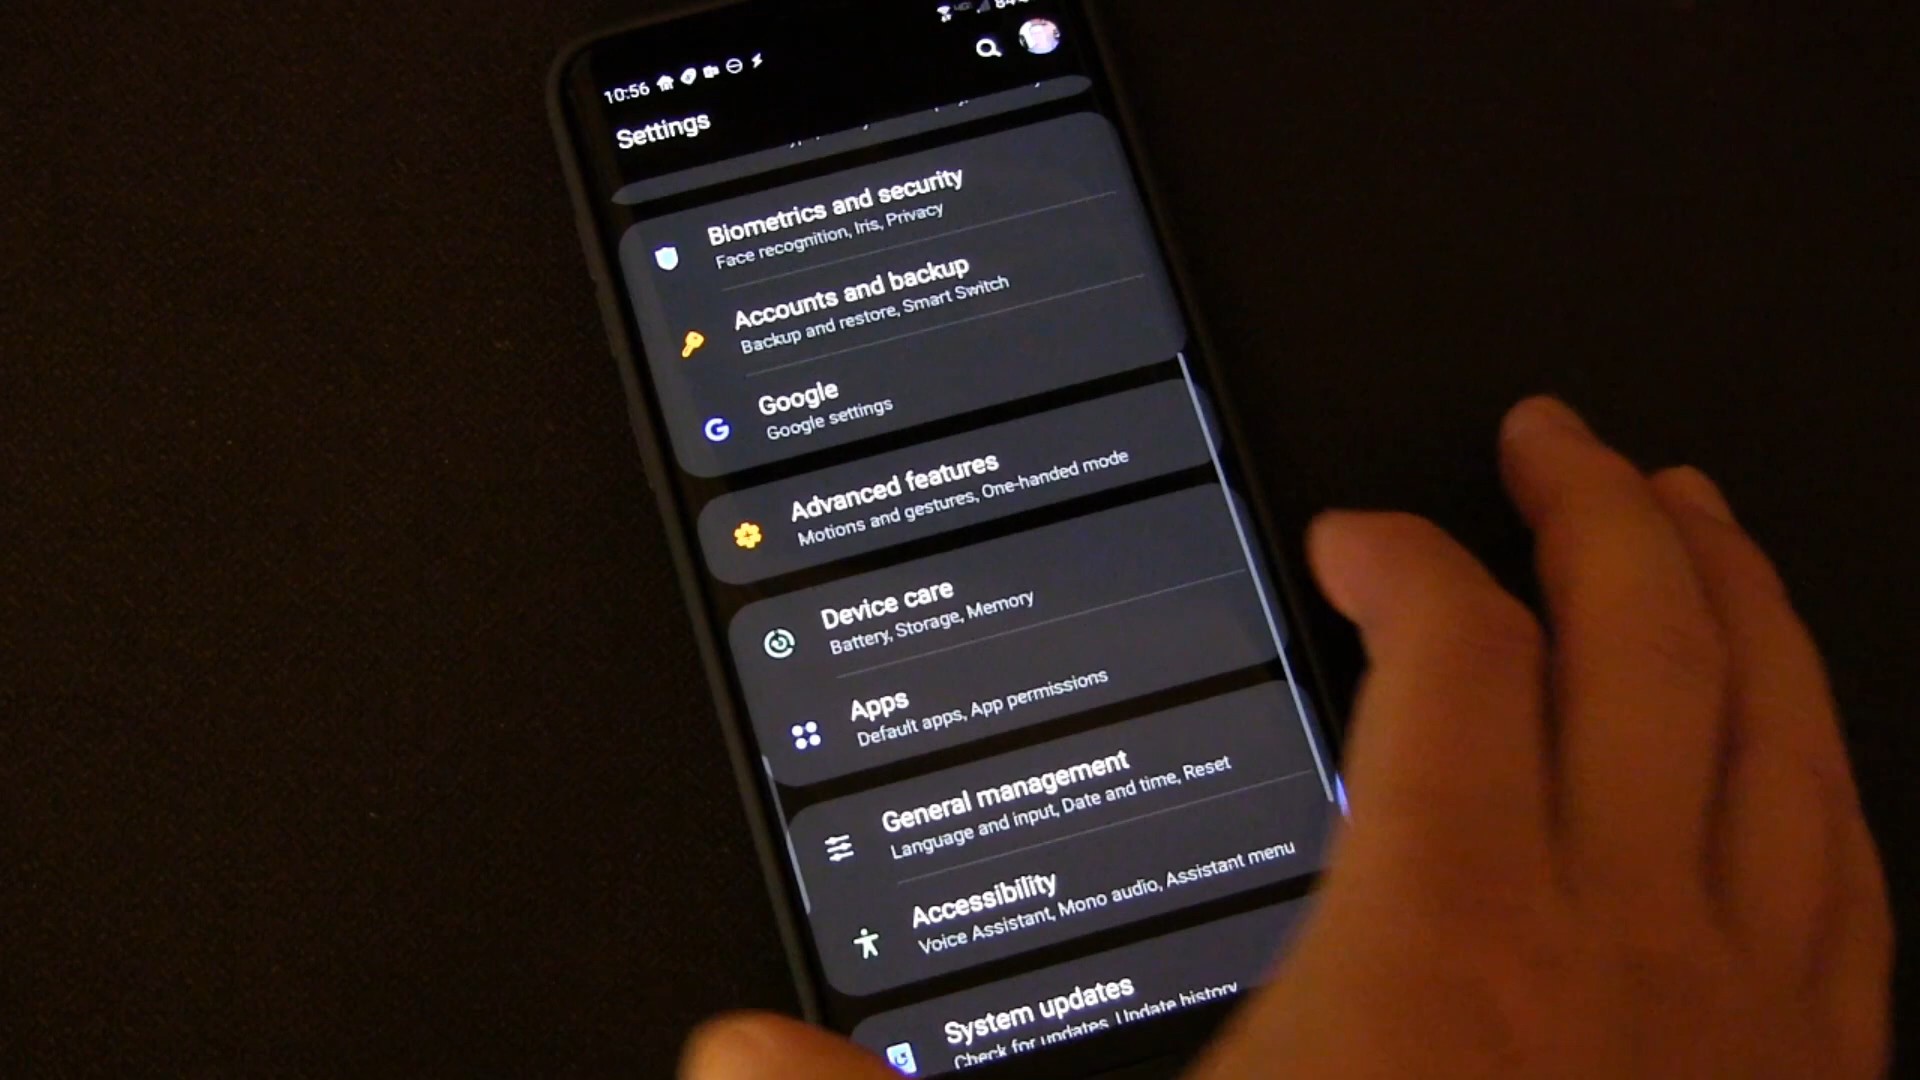 10:56
Settings
Biometrics and security
Face recognition, Iris, Privacy
Accounts and backup
Backup and restore, Smart Switch
Google
Google settings
Advanced features
Motions and gestures, One-handed mode
Device care
Battery, Storage, Memory
Apps
Default apps, App permissions
General management
Language and input, Date and time, Reset
Accessibility
Voice Assistant, Mono audio, Assistant menu
System updates
Check for updates, Update history